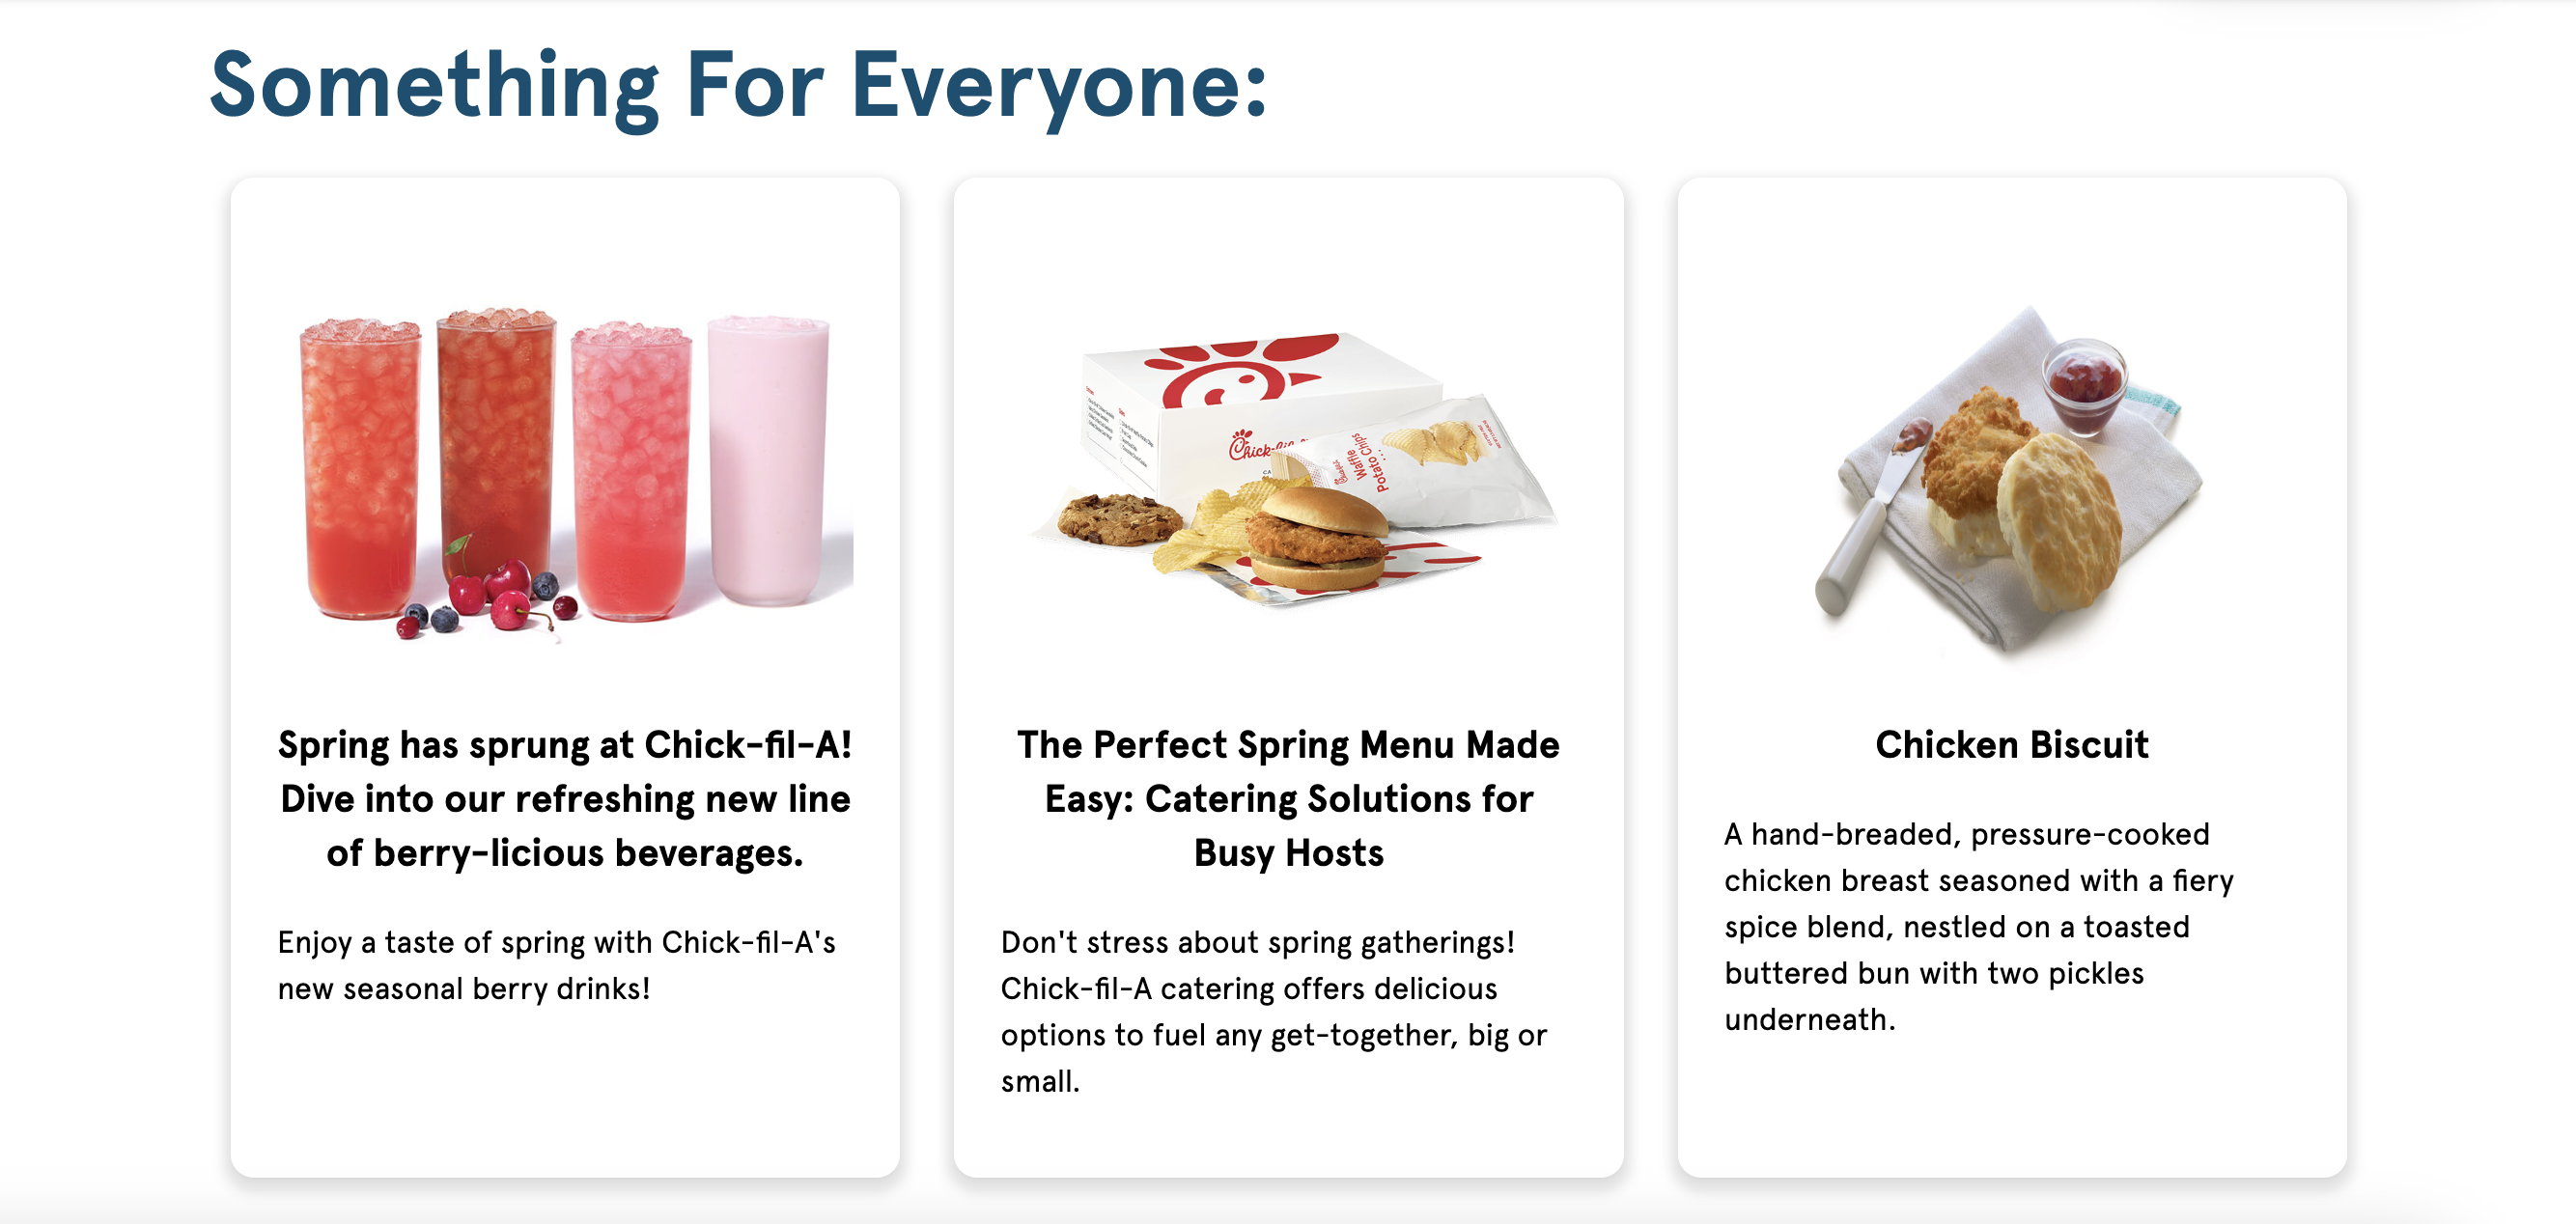 Something For Everyone:
Spring has sprung at Chick-fil-A!
Dive into our refreshing new line
of berry-licious beverages.
Enjoy a taste of spring with Chick-fil-A's
new seasonal berry drinks!
Waffle
Potato Chips
The Perfect Spring Menu Made
Easy: Catering Solutions for
Busy Hosts
Don't stress about spring gatherings!
Chick-fil-A catering offers delicious
options to fuel any get-together, big or
small.
Chicken Biscuit
A hand-breaded, pressure-cooked
chicken breast seasoned with a fiery
spice blend, nestled on a toasted
buttered bun with two pickles
underneath.